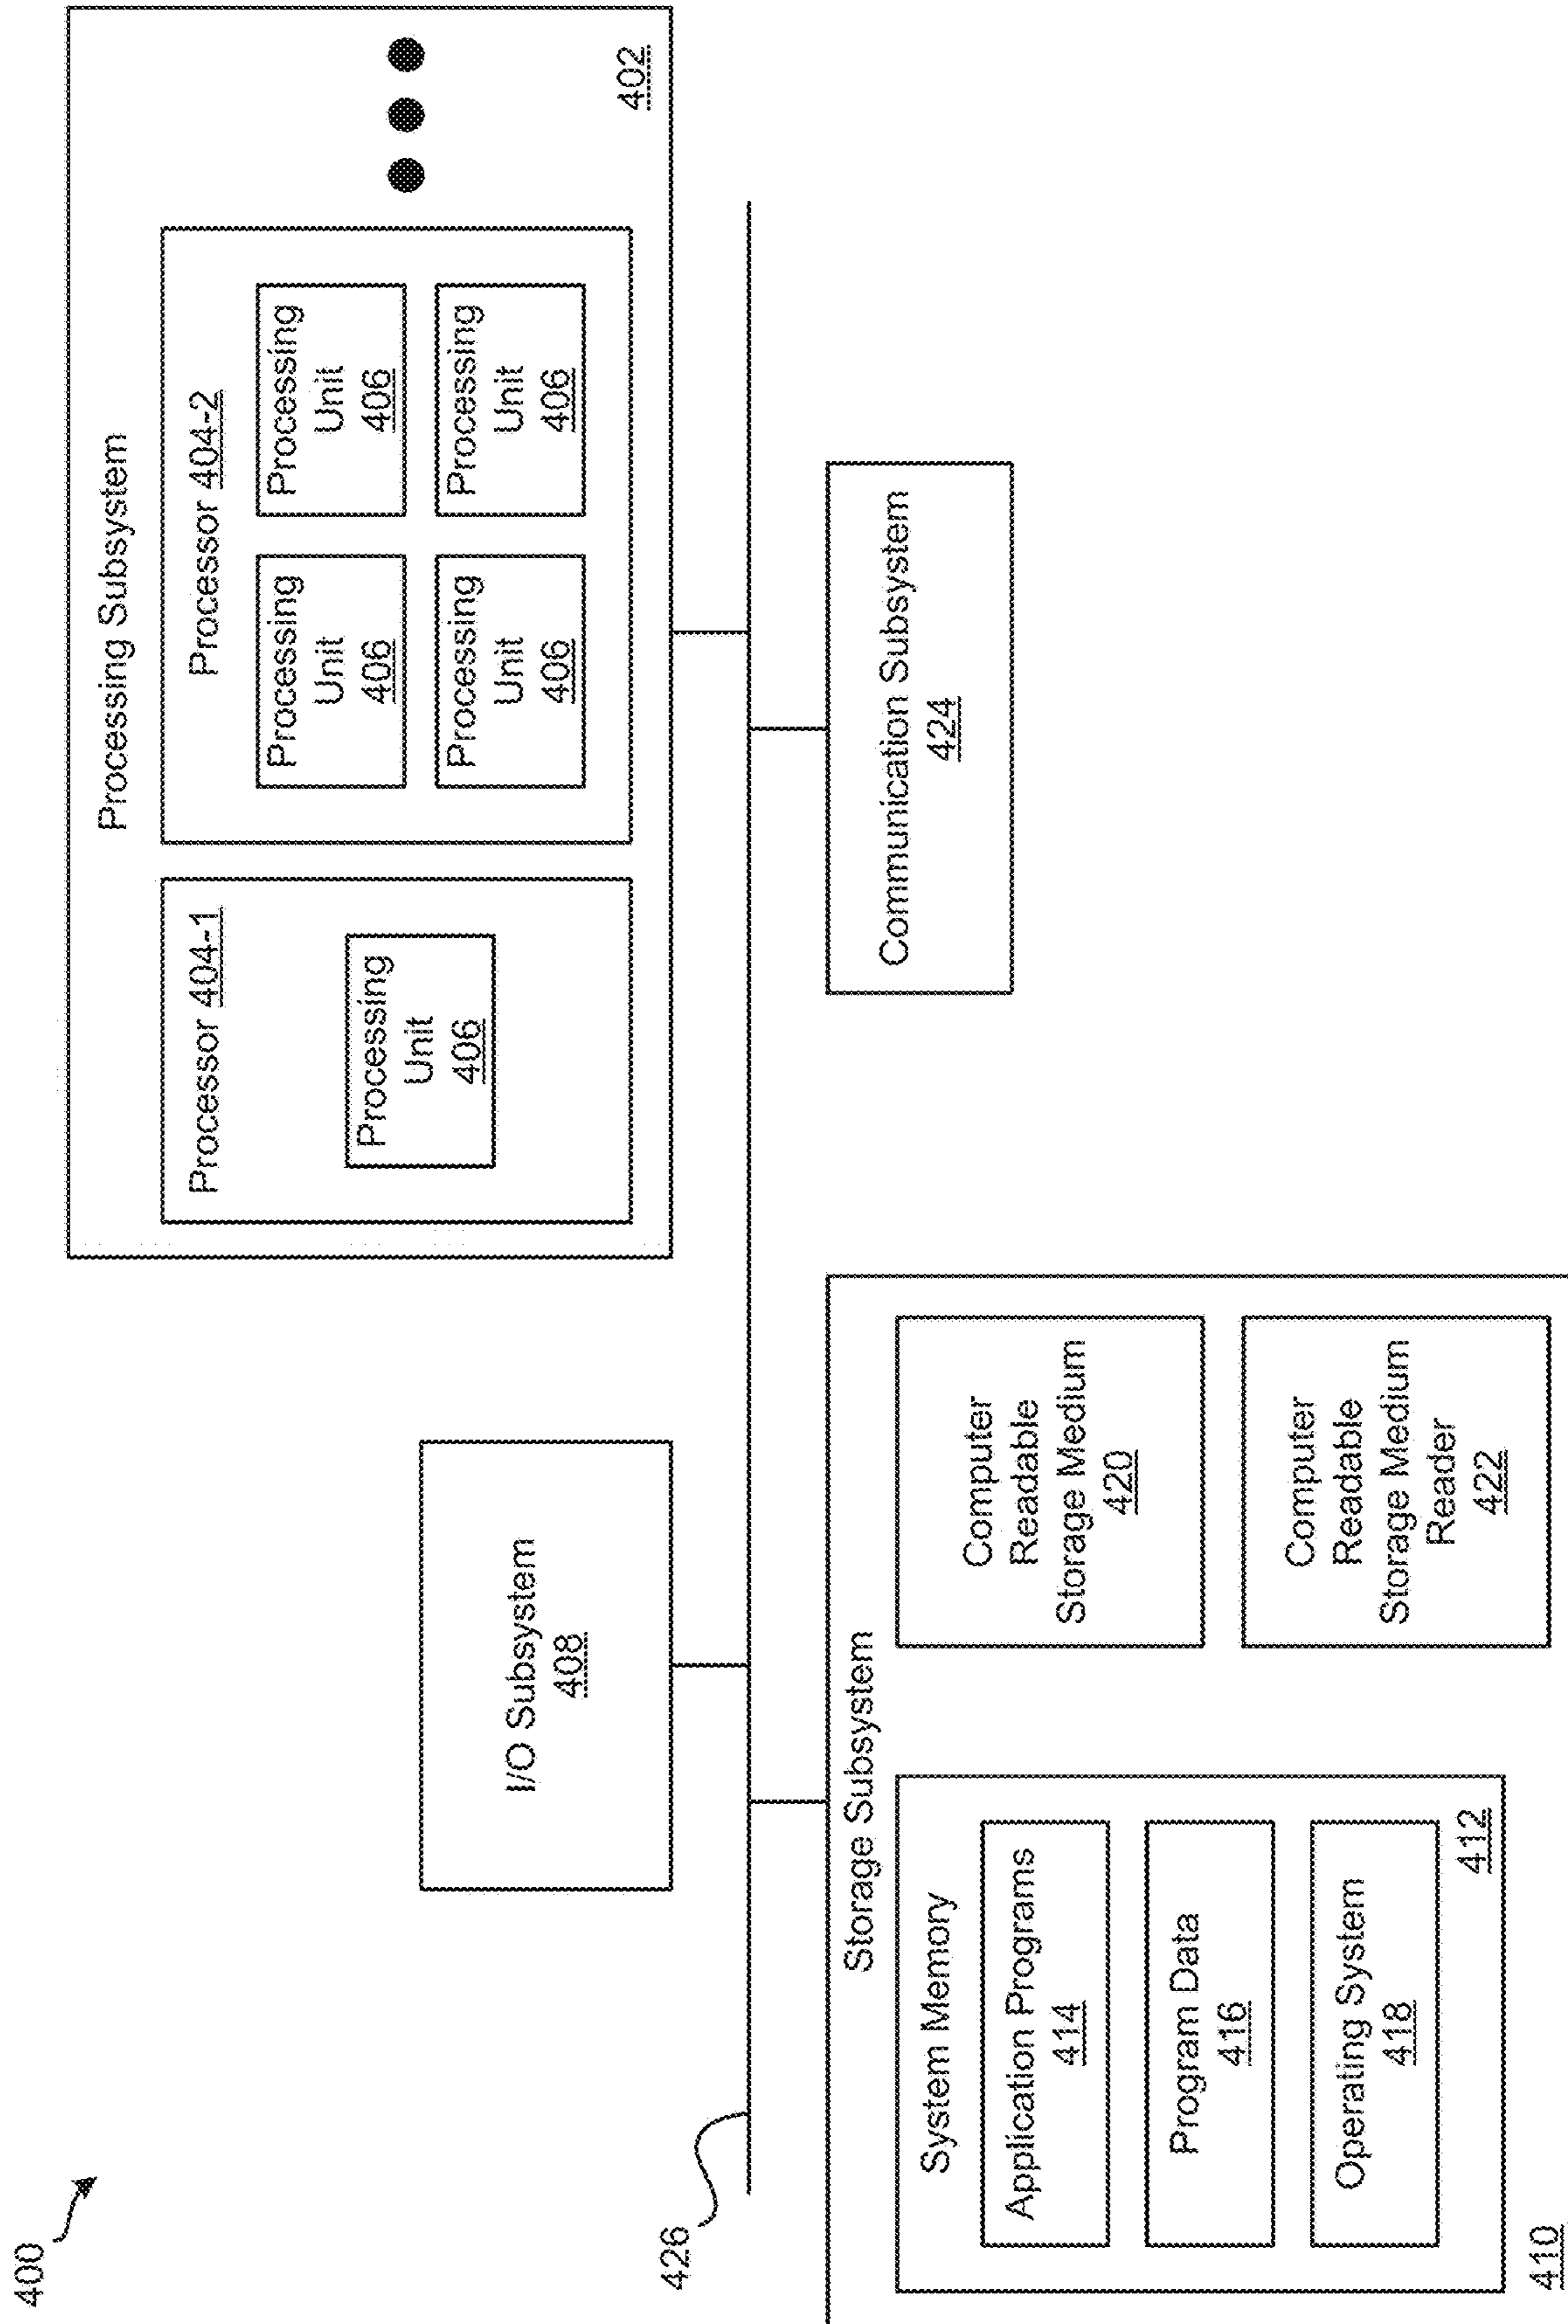 400
Processing Subsystem
Processor 404-1
Processing
Unit
406
Processor 404-2
Processing
Unit
406
Processing
Unit
406
Processing
Unit
406
Processing
Unit
406
402
I/O Subsystem
408
426
Storage Subsystem
System Memory
Application Programs
414
Program Data
416
Operating System
418
412
Computer
Readable
Storage Medium
420
Computer
Readable
Storage Medium
Reader
422
410
Communication Subsystem
424